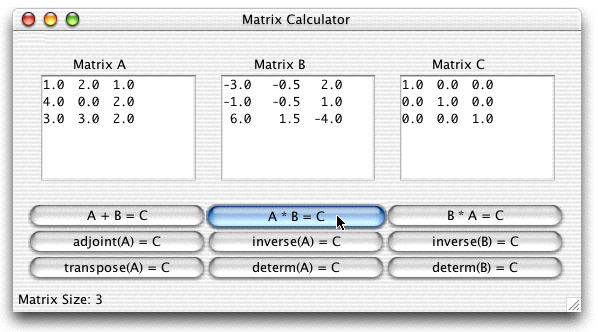 Matrix Calculator
Matrix A Matrix B Matrix C
1.0 2.0 1.0 -3.0 -0.5 2.0 1.0 0.0 0.0
4.0 0.0 2.0 -1.0 -0.5 1.0 0.0 1.0 0.0
3.0 3.0 2.0 6.0 1.5 -4.0 0.0 0.0 1.0
A + B = C A * B = C B * A = C
adjoint(A) = C inverse(A) = C inverse(B) = C
transpose(A) = C determ(A) = C determ(B) = C
Matrix Size: 3